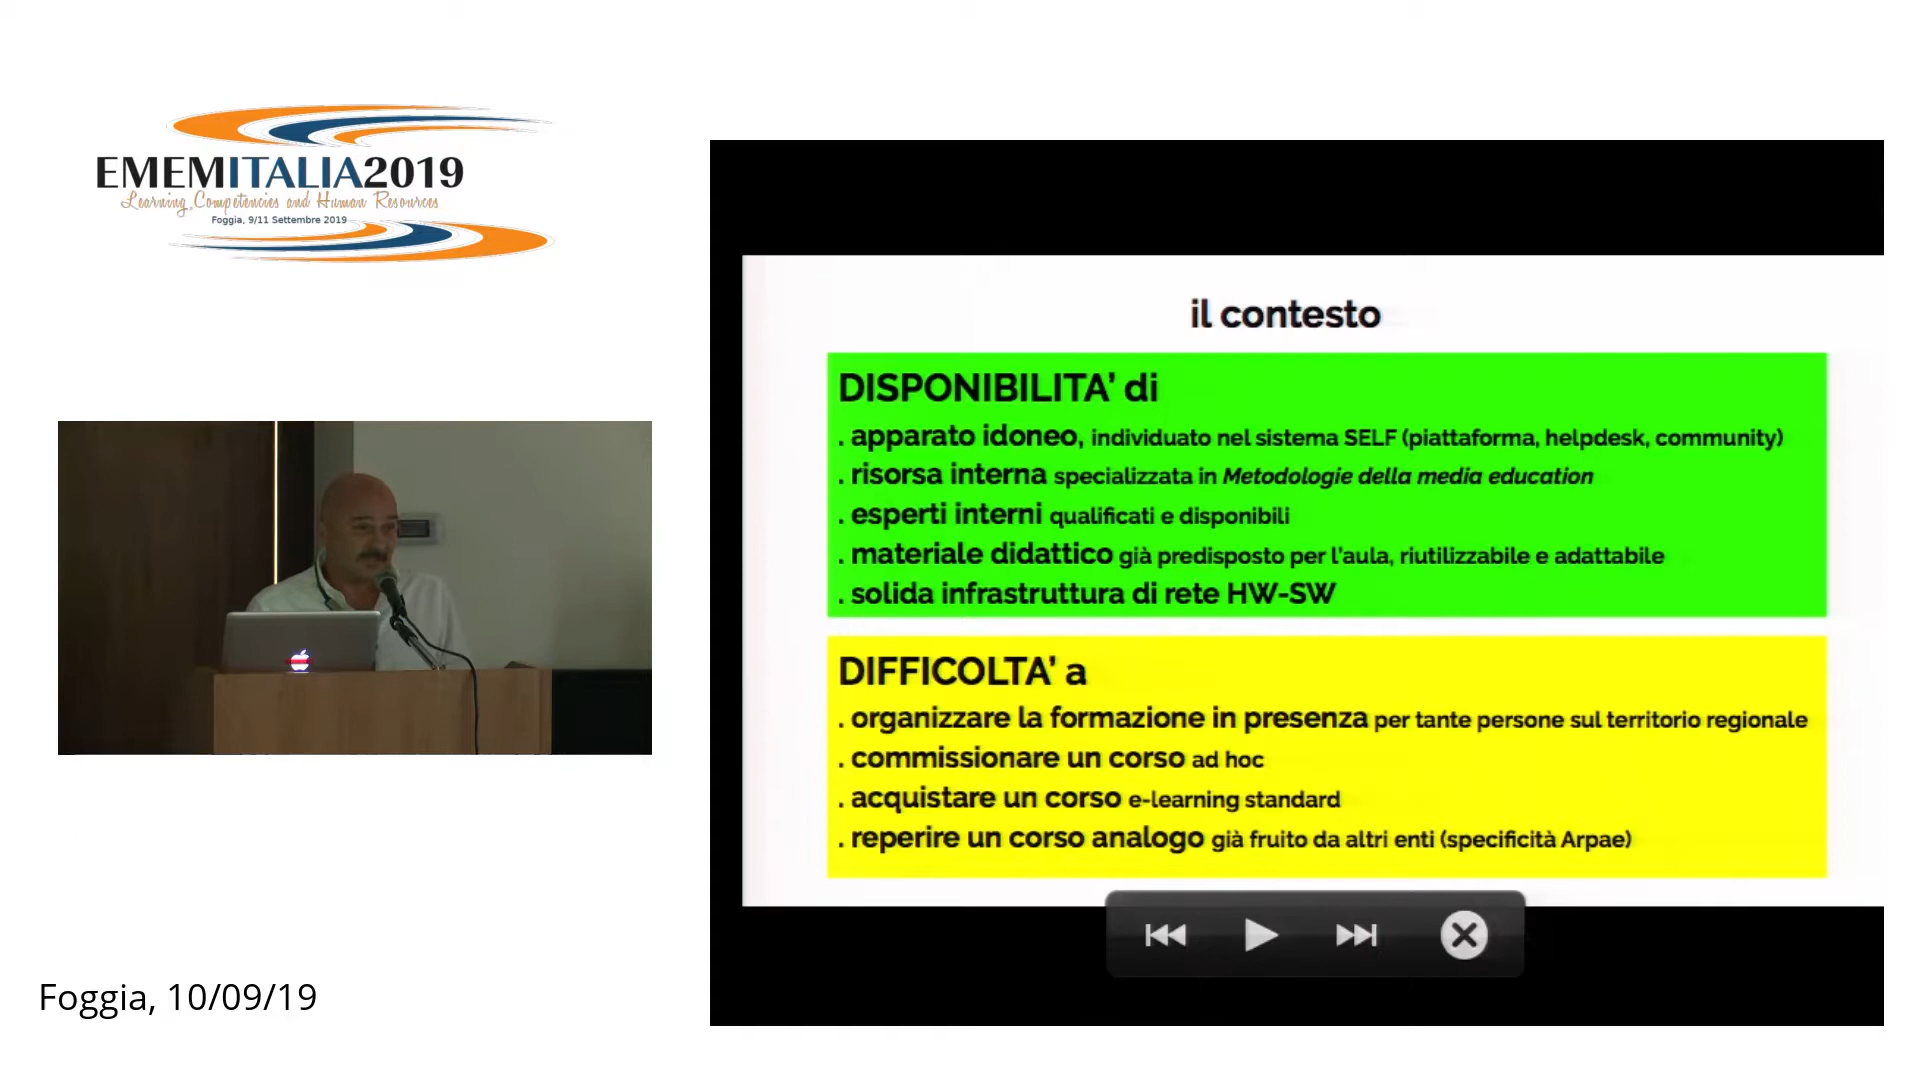 EMEMITALIA2019
Learning, Competencies and Human Resources
Foggia, 9/11 Settembre 2019
il contesto
DISPONIBILITA’ di
. apparato idoneo, individuato nel sistema SELF (piattaforma, helpdesk, community)
. risorsa interna specializzata in Metodologie della media education
. esperti interni qualificati e disponibili
. materiale didattico già predisposto per l’aula, riutilizzabile e adattabile
. solida infrastruttura di rete HW-SW
DIFFICOLTA’ a
. organizzare la formazione in presenza per tante persone sul territorio regionale
. commissionare un corso ad hoc
. acquistare un corso e-learning standard
. reperire un corso analogo già fruito da altri enti (specificità Arpae)
Foggia, 10/09/19